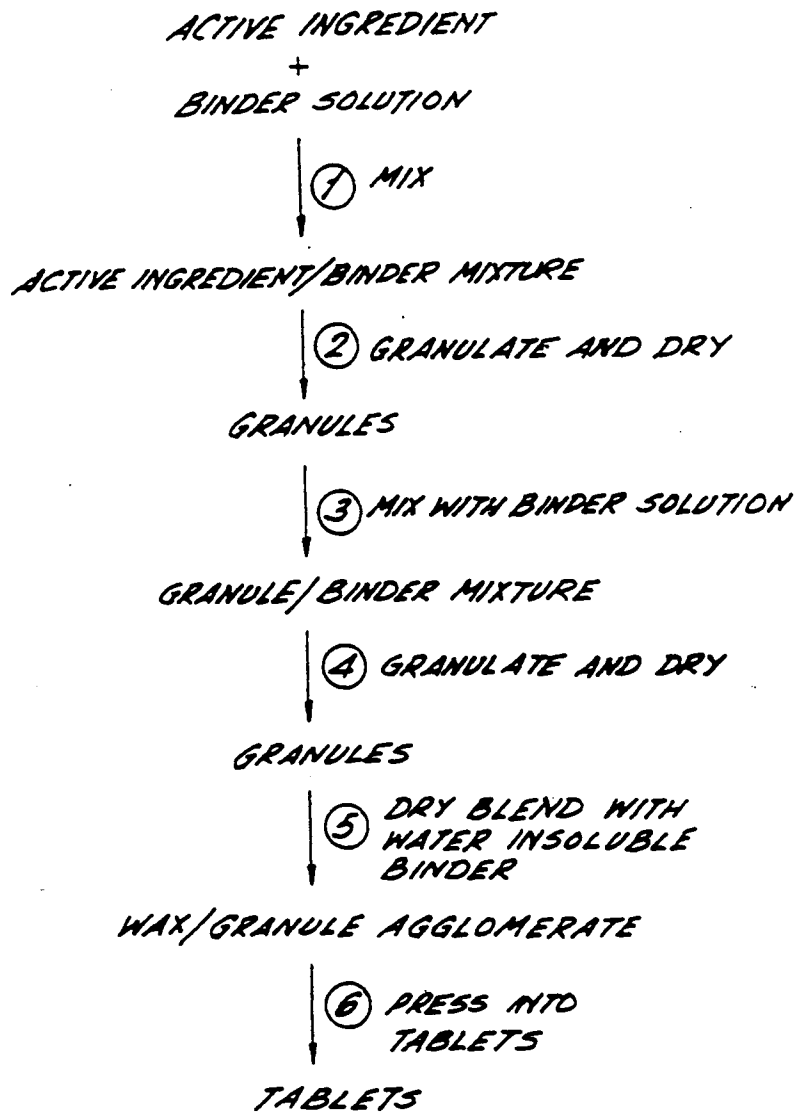 ACTIVE INGREDIENT
+
BINDER SOLUTION
1 MIX
ACTIVE INGREDIENT/BINDER MIXTURE
2 GRANULATE AND DRY
GRANULES
3 MIX WITH BINDER SOLUTION
GRANULE/BINDER MIXTURE
4 GRANULATE AND DRY
GRANULES
5 DRY BLEND WITH
WATER INSOLUBLE
BINDER
WAX/GRANULE AGGLOMERATE
6 PRESS INTO
TABLETS
TABLETS